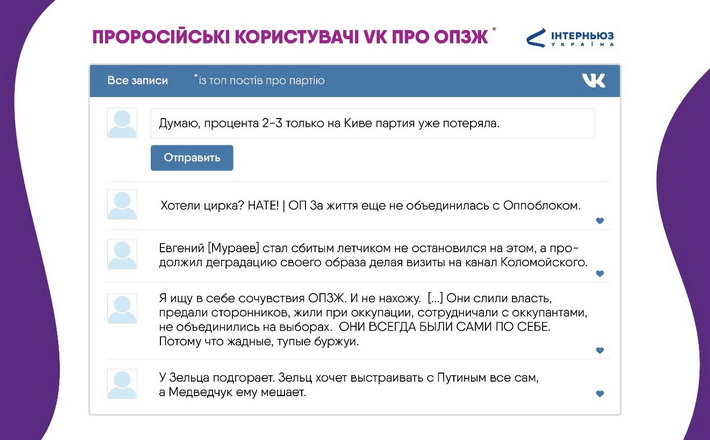 ПРОРОСІЙСЬКІ КОРИСТУВАЧІ VK ПРО ОПЗЖ *
ІНТЕРНЬЮЗ
УКРАЇНА
Все записи
*із топ постів про партію
Думаю, процента 2-3 только на Киве партия уже потеряла.
Отправить
Хотели цирка? НАТЕ! | ОП За життя еще не объединилась с Оппоблоком.
Евгений [Мураев] стал сбитым летчиком не остановился на этом, а про-
должил деградацию своего образа делая визиты на канал Коломойского.
Я ищу в себе сочувствия ОПЗЖ. И не нахожу. [...] Они слили власть,
предали сторонников, жили при оккупации, сотрудничали с оккупантами,
не объединились на выборах. ОНИ ВСЕГДА БЫЛИ САМИ ПО СЕБЕ.
Потому что жадные, тупые буржуи.
У Зельца подгорает. Зельц хочет выстраивать с Путиным все сам,
а Медведчук ему мешает.